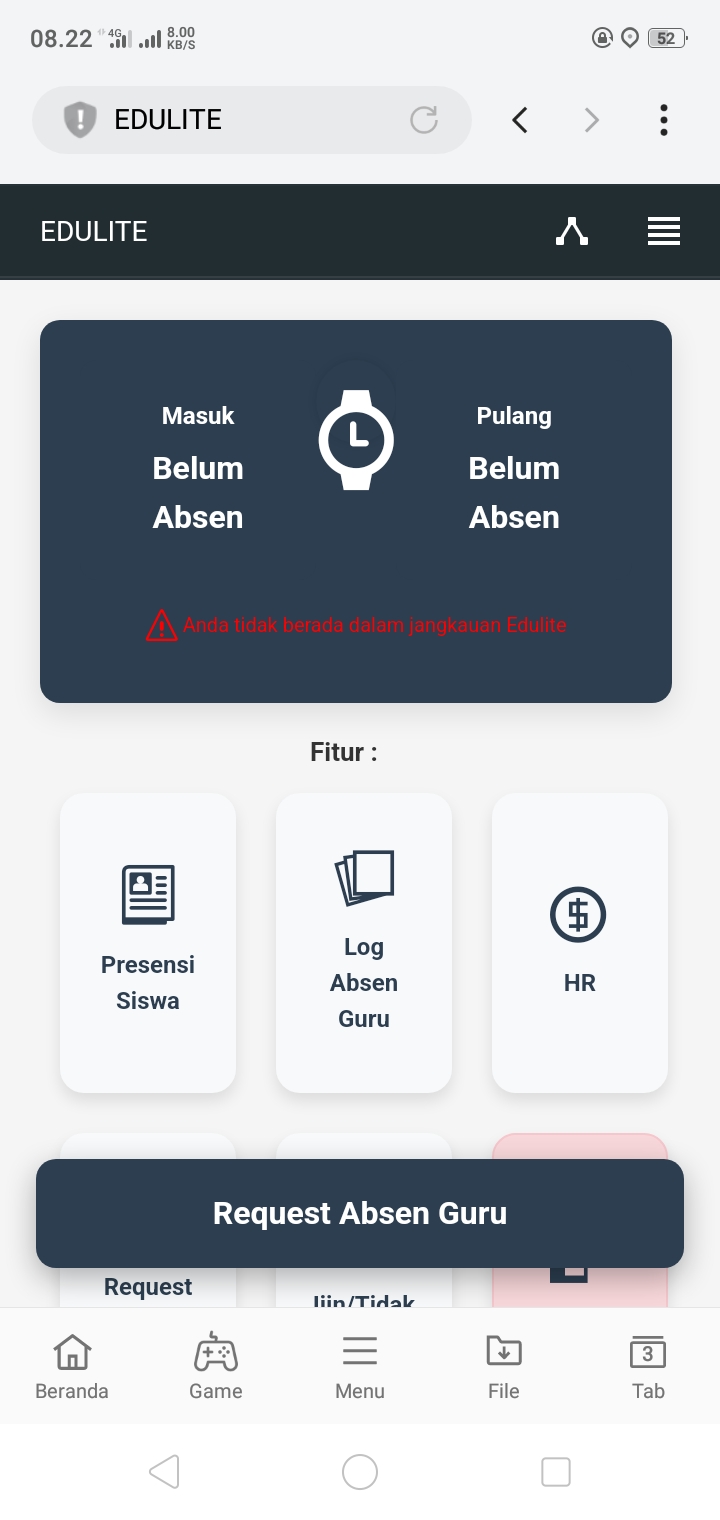 08.22 4G 8.00 KB/S 52
EDULITE
EDULITE
Masuk
Belum
Absen
Pulang
Belum
Absen
Anda tidak berada dalam jangkauan Edulite
Fitur :
Presensi
Siswa
Log
Absen
Guru
HR
Request Absen Guru
Request
Ijin/Tidak
Beranda
Game
Menu
File
3
Tab